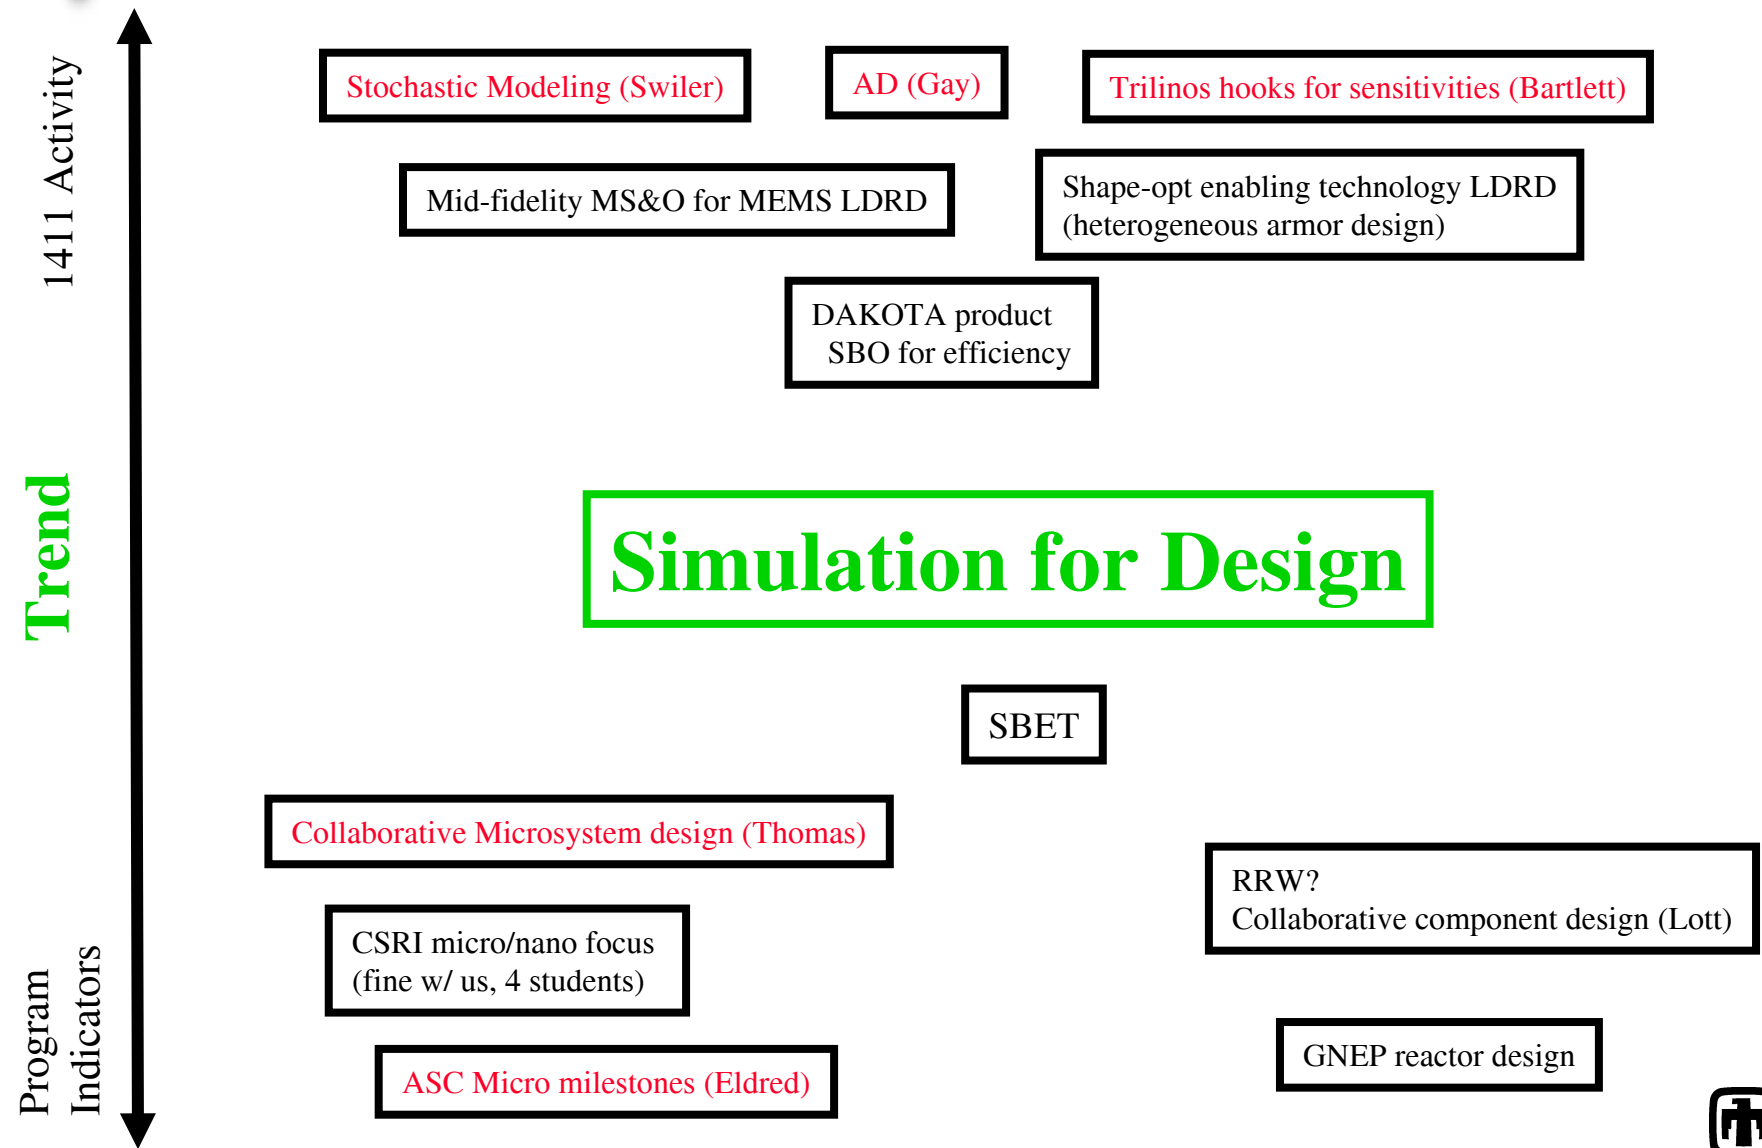 1411 Activity
Stochastic Modeling (Swiler)
AD (Gay)
Trilinos hooks for sensitivities (Bartlett)
Mid-fidelity MS&O for MEMS LDRD
Shape-opt enabling technology LDRD
(heterogeneous armor design)
DAKOTA product
SBO for efficiency
Trend
Simulation for Design
SBET
Collaborative Microsystem design (Thomas)
RRW?
Collaborative component design (Lott)
CSRI micro/nano focus
(fine w/ us, 4 students)
Program
Indicators
GNEP reactor design
ASC Micro milestones (Eldred)